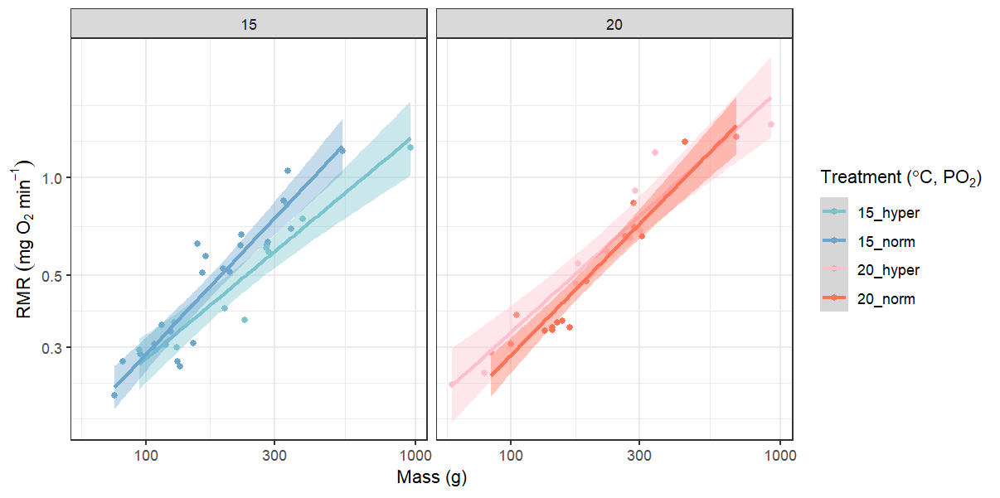 15
20
RMR (mg O₂ min⁻¹)
1.0
0.5
0.3
100
300
1000
100
300
1000
Mass (g)
Treatment (°C, PO₂)
15_hyper
15_norm
20_hyper
20_norm